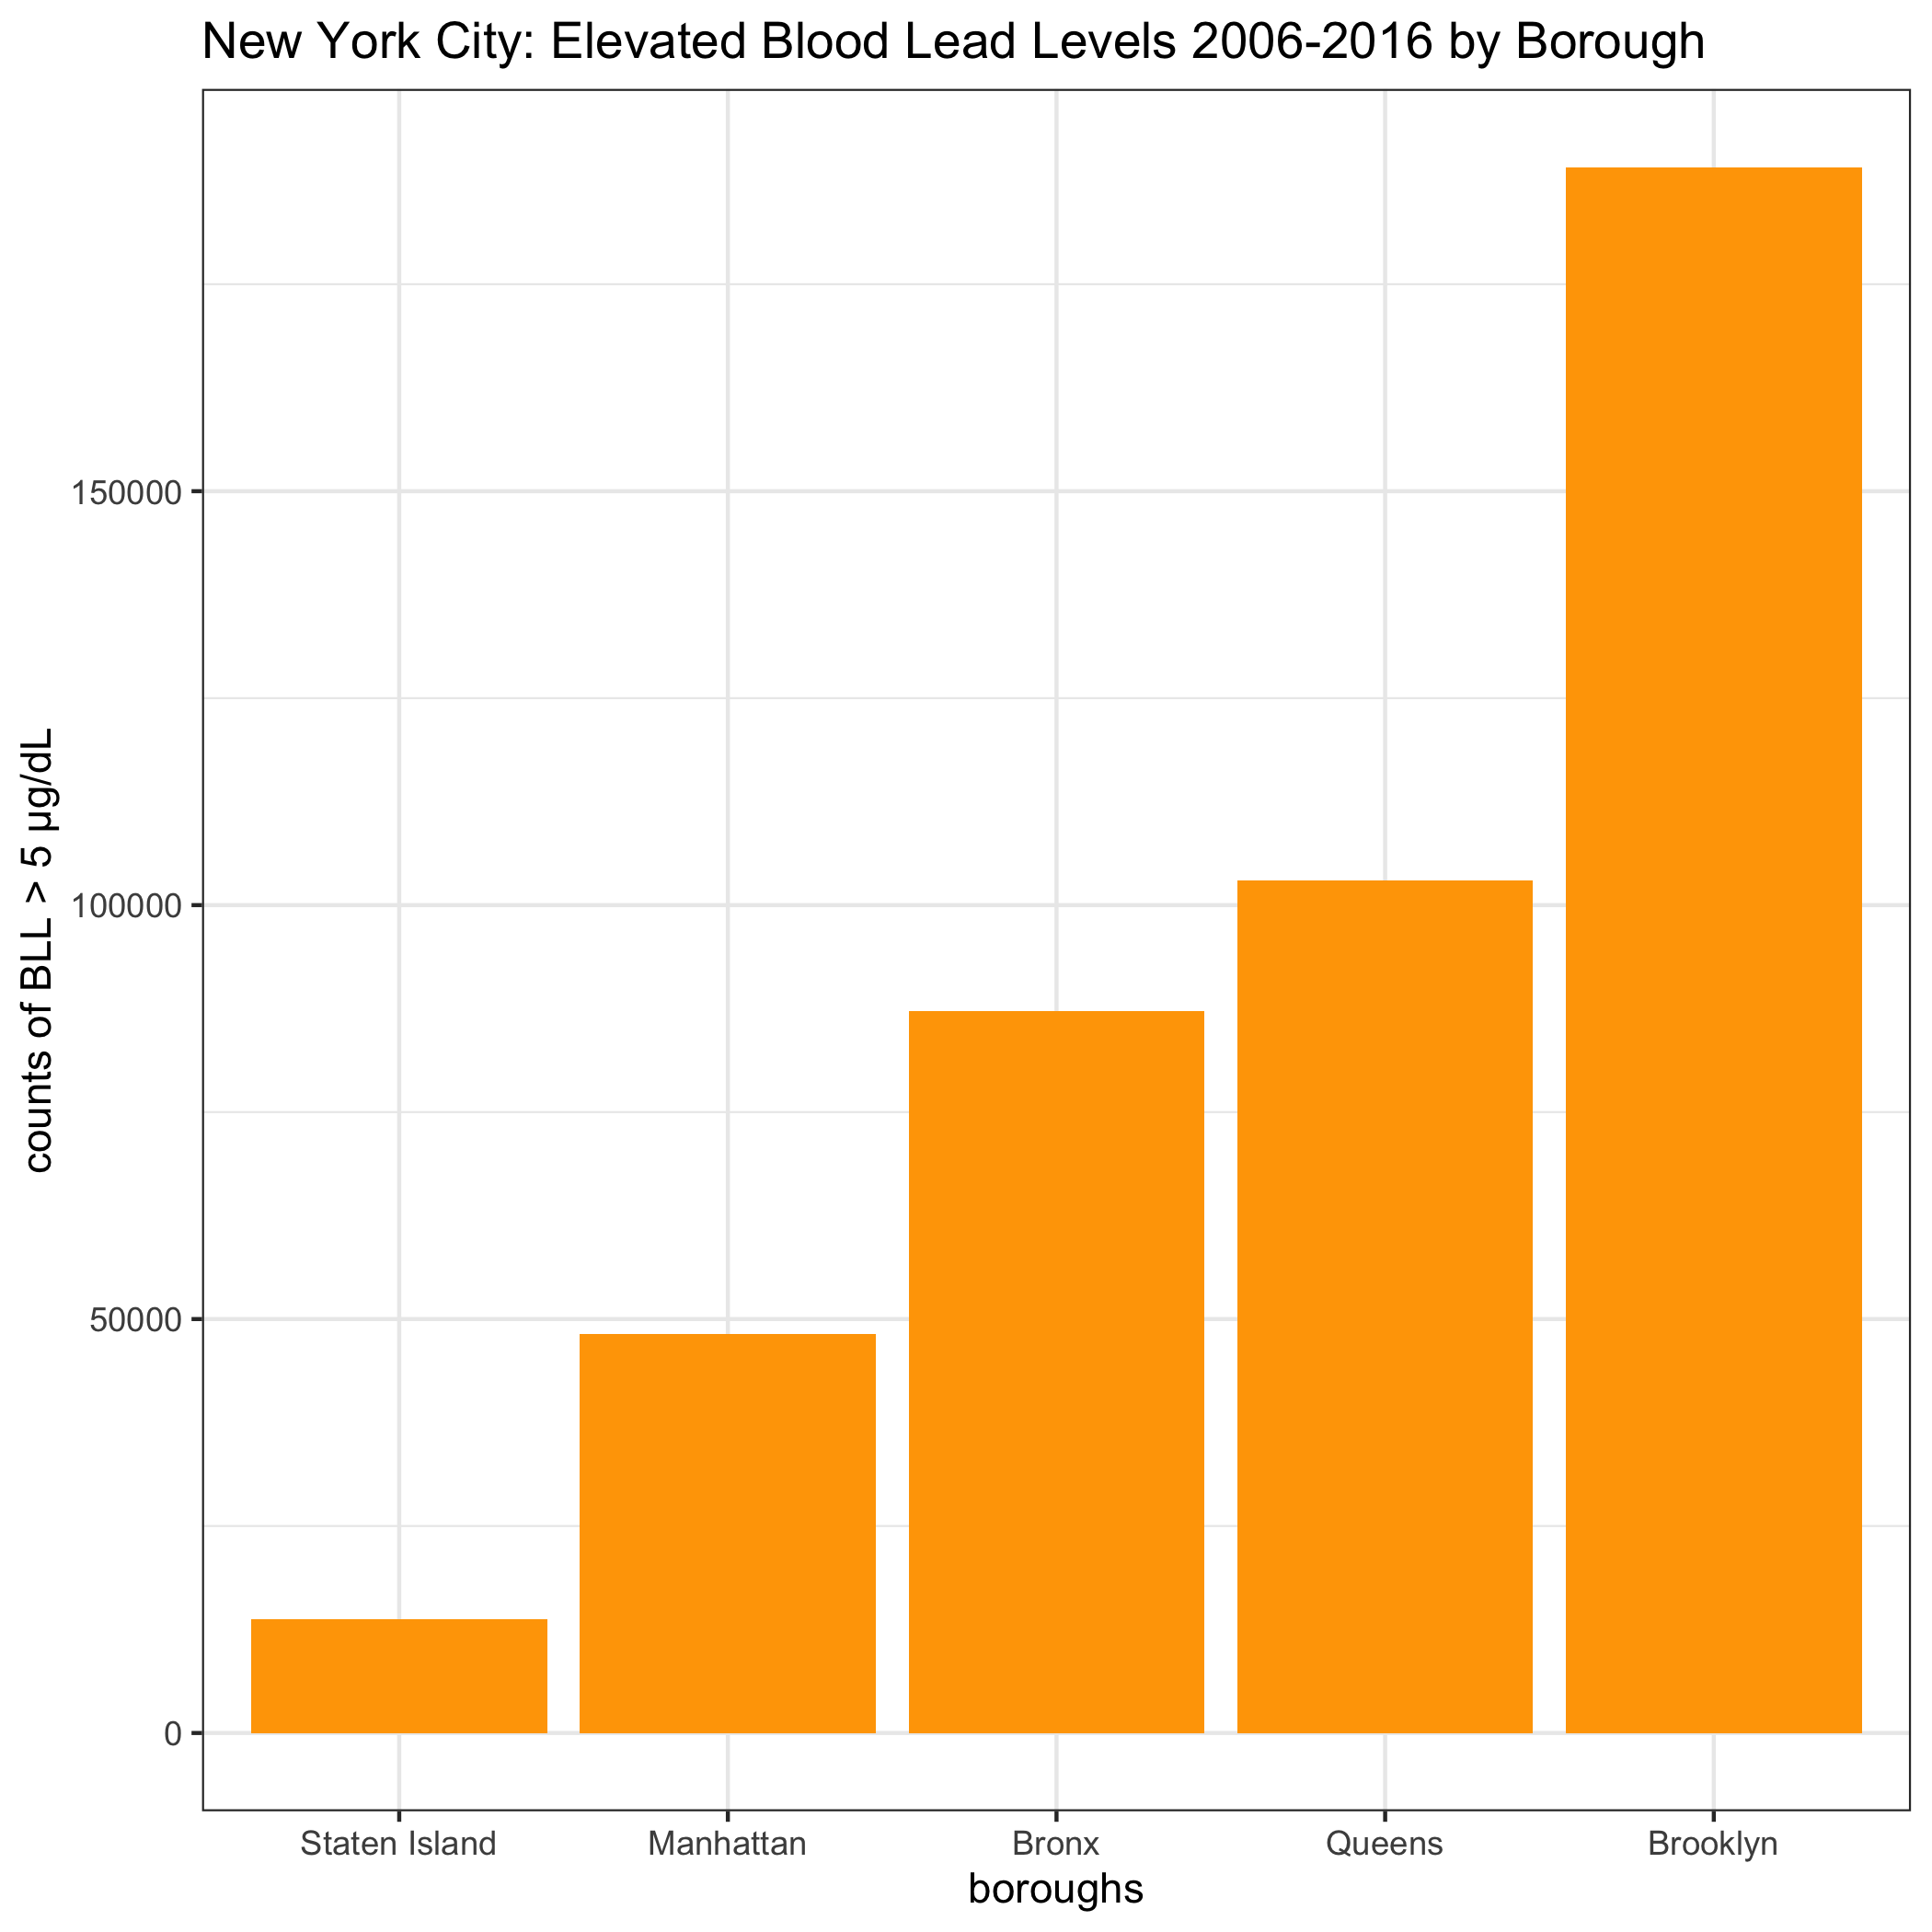 New York City: Elevated Blood Lead Levels 2006-2016 by Borough
counts of BLL > 5 µg/dL
150000
100000
50000
0
Staten Island Manhattan Bronx Queens Brooklyn
boroughs